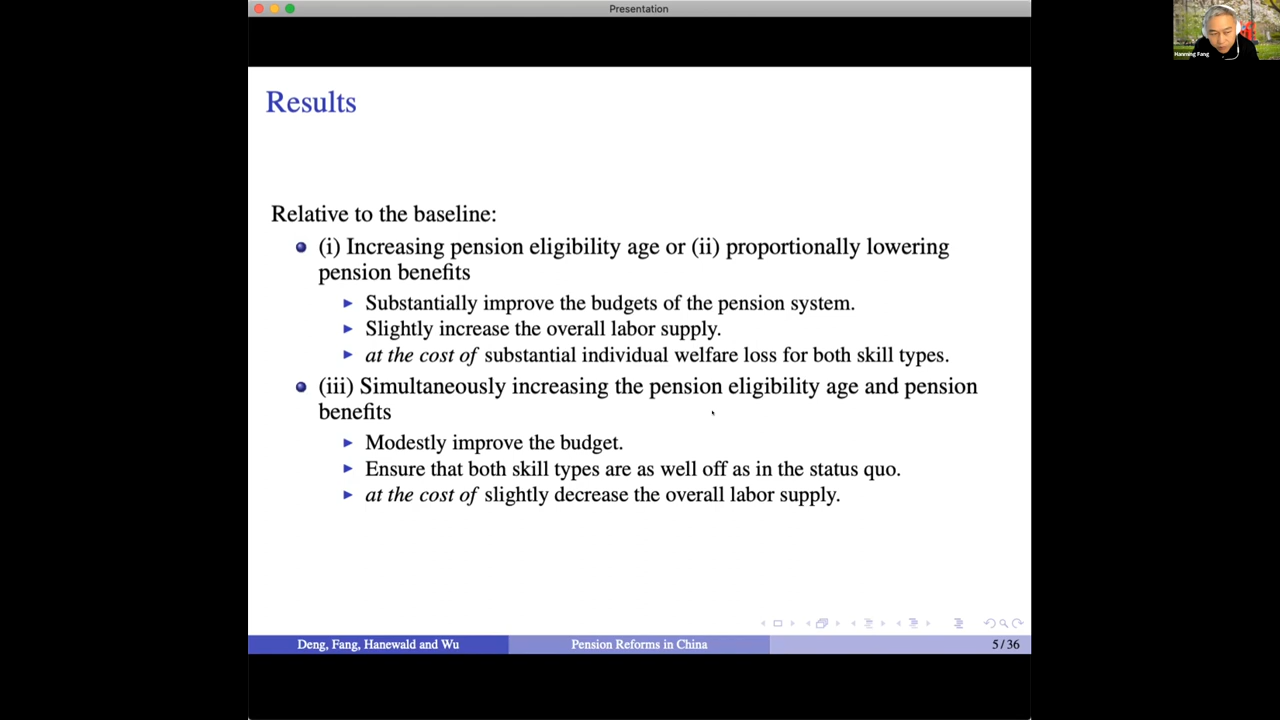 Presentation
Hanming Fang
Results
Relative to the baseline:
(i) Increasing pension eligibility age or (ii) proportionally lowering
pension benefits
Substantially improve the budgets of the pension system.
Slightly increase the overall labor supply.
at the cost of substantial individual welfare loss for both skill types.
(iii) Simultaneously increasing the pension eligibility age and pension
benefits
Modestly improve the budget.
Ensure that both skill types are as well off as in the status quo.
at the cost of slightly decrease the overall labor supply.
Deng, Fang, Hanewald and Wu
Pension Reforms in China
5 / 36